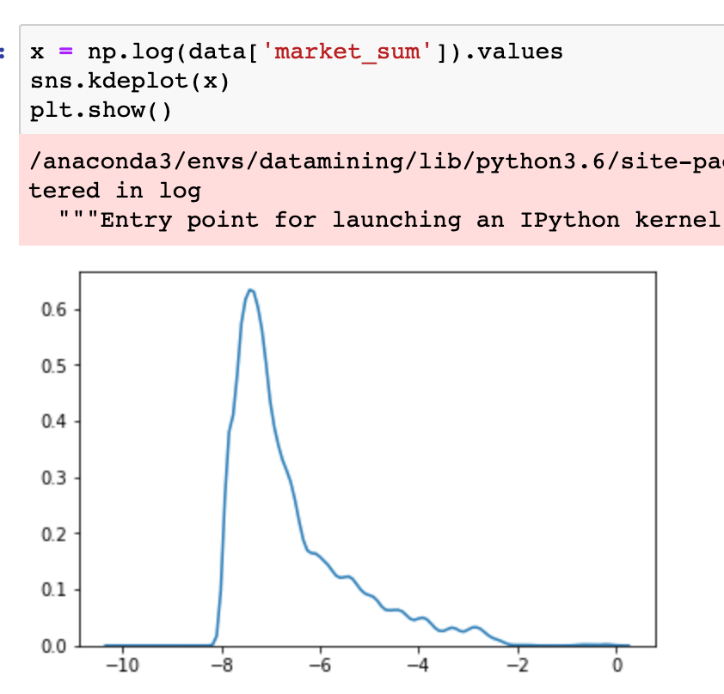 :
x = np.log(data['market_sum']).values
sns.kdeplot(x)
plt.show()
/anaconda3/envs/datamining/lib/python3.6/site-pa
tered in log
"""Entry point for launching an IPython kernel
0.6
0.5
0.4
0.3
0.2
0.1
0.0
−10 −8 −6 −4 −2 0